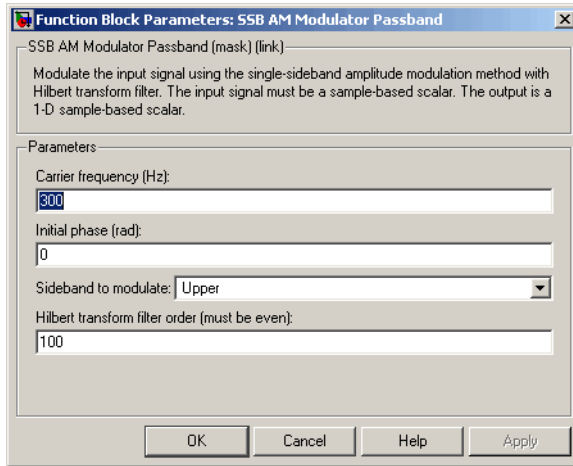 Function Block Parameters: SSB AM Modulator Passband
SSB AM Modulator Passband (mask) (link)
Modulate the input signal using the single-sideband amplitude modulation method with
Hilbert transform filter. The input signal must be a sample-based scalar. The output is a
1-D sample-based scalar.
Parameters
Carrier frequency (Hz):
300
Initial phase (rad):
0
Sideband to modulate: Upper
Hilbert transform filter order (must be even):
100
OK Cancel Help Apply